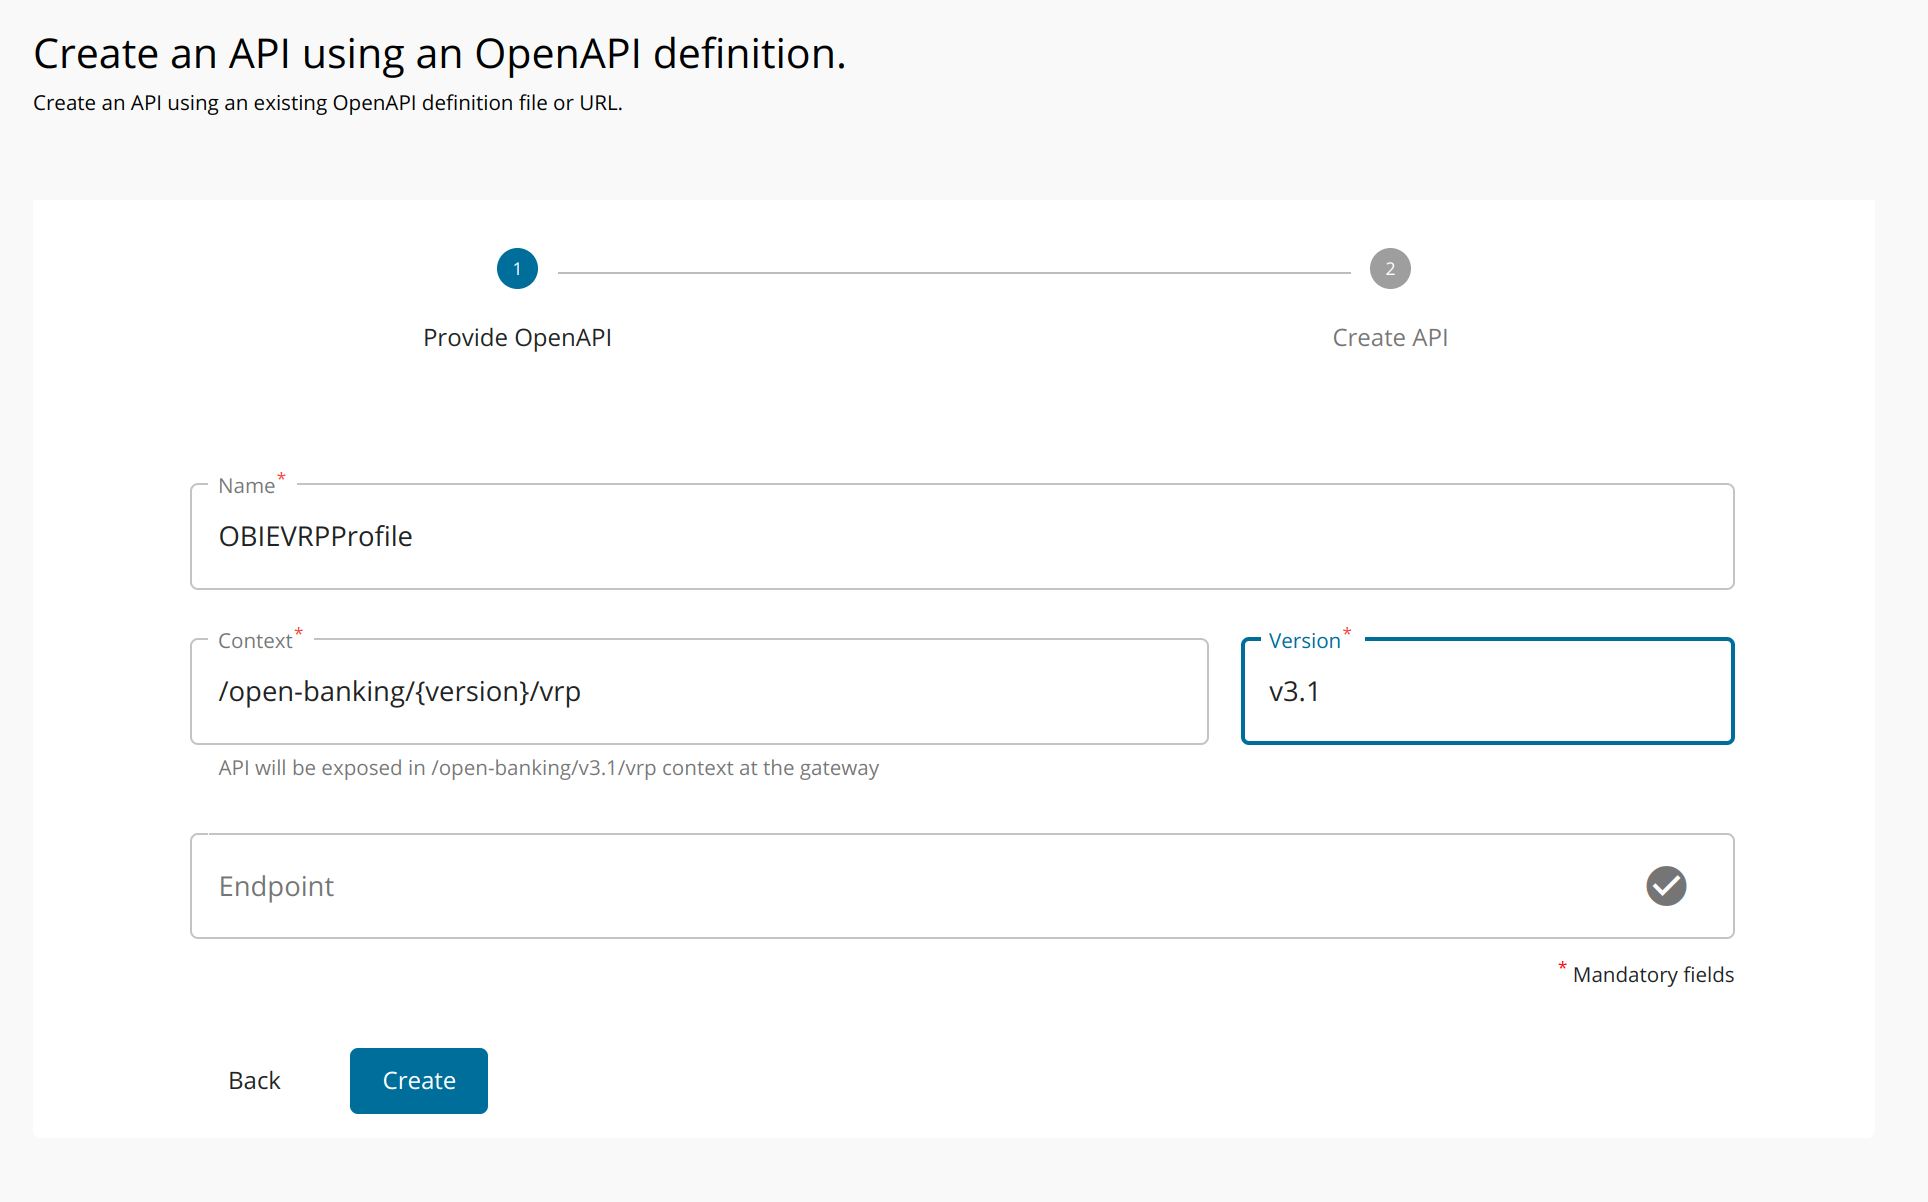 Create an API using an OpenAPI definition.
Create an API using an existing OpenAPI definition file or URL.
1
2
Provide OpenAPI
Create API
Name*
OBIEVRPProfile
Context*
/open-banking/{version}/vrp
Version*
v3.1
API will be exposed in /open-banking/v3.1/vrp context at the gateway
Endpoint
* Mandatory fields
Back
Create